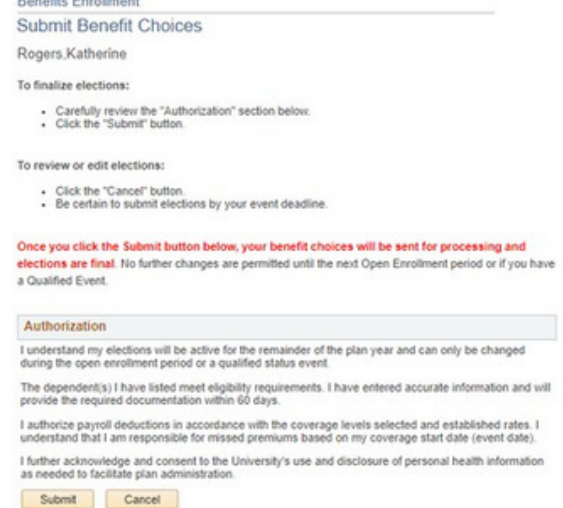 Benefits Enrollment
Submit Benefit Choices
Rogers,Katherine
To finalize elections:
• Carefully review the "Authorization" section below.
• Click the "Submit" button.
To review or edit elections:
• Click the "Cancel" button.
• Be certain to submit elections by your event deadline.
Once you click the Submit button below, your benefit choices will be sent for processing and
elections are final. No further changes are permitted until the next Open Enrollment period or if you have
a Qualified Event.
Authorization
I understand my elections will be active for the remainder of the plan year and can only be changed
during the open enrollment period or a qualified status event.
The dependent(s) I have listed meet eligibility requirements. I have entered accurate information and will
provide the required documentation within 60 days.
I authorize payroll deductions in accordance with the coverage levels selected and established rates. I
understand that I am responsible for missed premiums based on my coverage start date (event date).
I further acknowledge and consent to the University's use and disclosure of personal health information
as needed to facilitate plan administration.
Submit Cancel